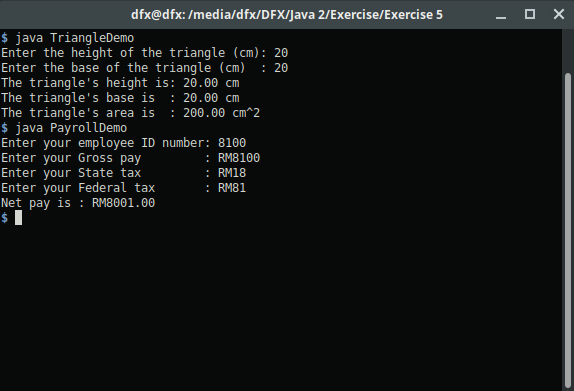 dfx@dfx: /media/dfx/DFX/Java 2/Exercise/Exercise 5
$ java TriangleDemo
Enter the height of the triangle (cm): 20
Enter the base of the triangle (cm)  : 20
The triangle's height is: 20.00 cm
The triangle's base is  : 20.00 cm
The triangle's area is  : 200.00 cm^2
$ java PayrollDemo
Enter your employee ID number: 8100
Enter your Gross pay         : RM8100
Enter your State tax         : RM18
Enter your Federal tax       : RM81
Net pay is : RM8001.00
$